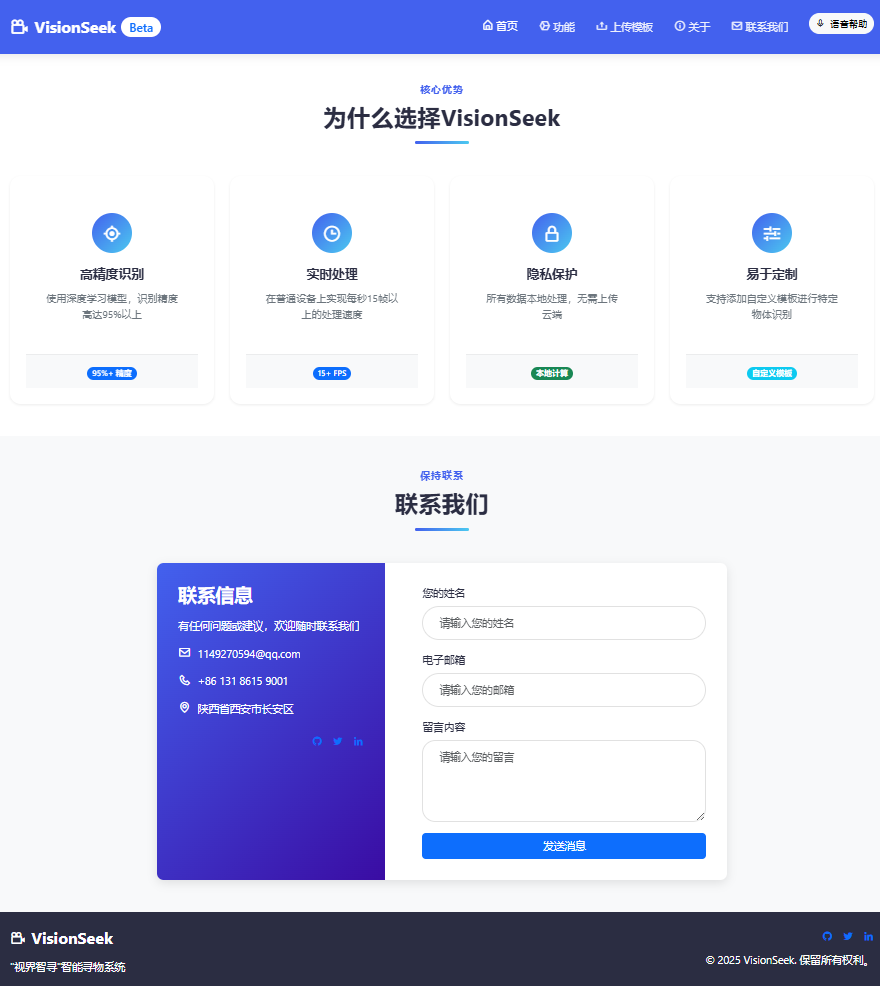 VisionSeek Beta
首页 功能 上传模板 关于 联系我们 语音帮助
核心优势
为什么选择VisionSeek
高精度识别
使用深度学习模型，识别精度
高达95%以上
95%+ 精度
实时处理
在普通设备上实现每秒15帧以
上的处理速度
15+ FPS
隐私保护
所有数据本地处理，无需上传
云端
本地计算
易于定制
支持添加自定义模板进行特定
物体识别
自定义模板
保持联系
联系我们
联系信息
有任何问题或建议，欢迎随时联系我们
1149270594@qq.com
+86 131 8615 9001
陕西省西安市长安区
您的姓名
请输入您的姓名
电子邮箱
请输入您的邮箱
留言内容
请输入您的留言
发送消息
VisionSeek
"视界智寻"智能寻物系统
© 2025 VisionSeek. 保留所有权利。